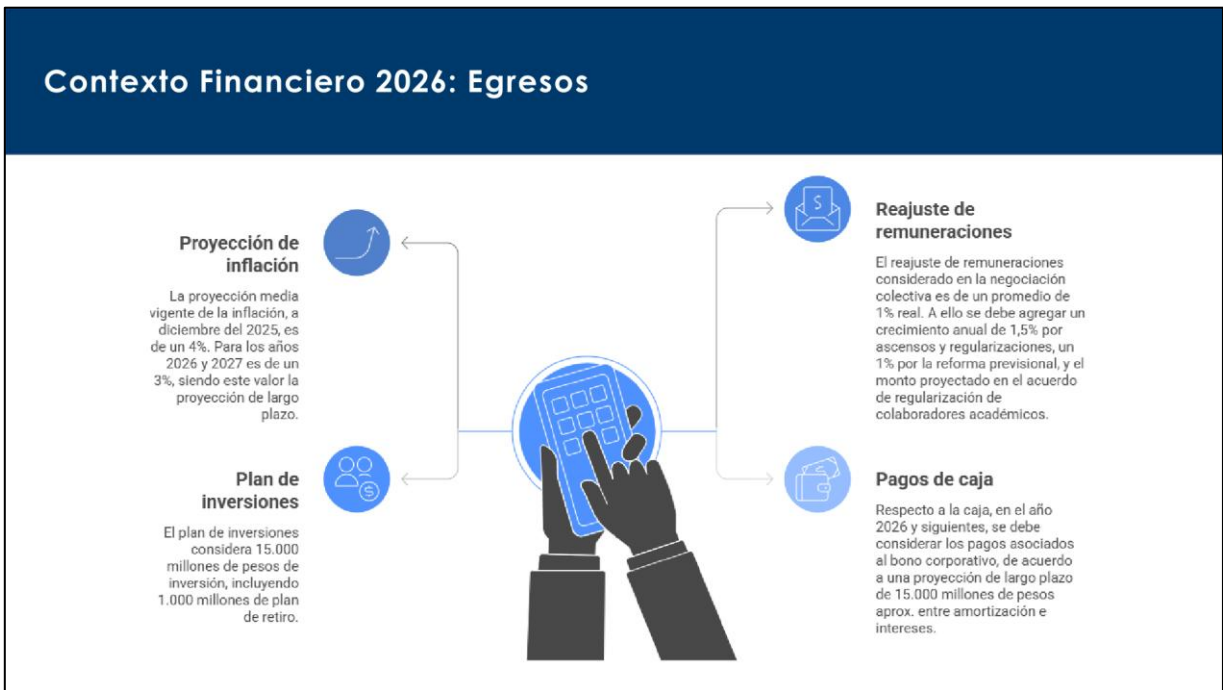 Contexto Financiero 2026: Egresos
Proyección de
inflación
La proyección media
vigente de la inflación, a
diciembre del 2025, es
de un 4%. Para los años
2026 y 2027 es de un
3%, siendo este valor la
proyección de largo
plazo.
Plan de
inversiones
El plan de inversiones
considera 15.000
millones de pesos de
inversión, incluyendo
1.000 millones de plan
de retiro.
Reajuste de
remuneraciones
El reajuste de remuneraciones
considerado en la negociación
colectiva es de un promedio de
1% real. A ello se debe agregar un
crecimiento anual de 1,5% por
ascensos y regularizaciones, un
1% por la reforma previsional, y el
monto proyectado en el acuerdo
de regularización de
colaboradores académicos.
Pagos de caja
Respecto a la caja, en el año
2026 y siguientes, se debe
considerar los pagos asociados
al bono corporativo, de acuerdo
a una proyección de largo plazo
de 15.000 millones de pesos
aprox. entre amortización e
intereses.